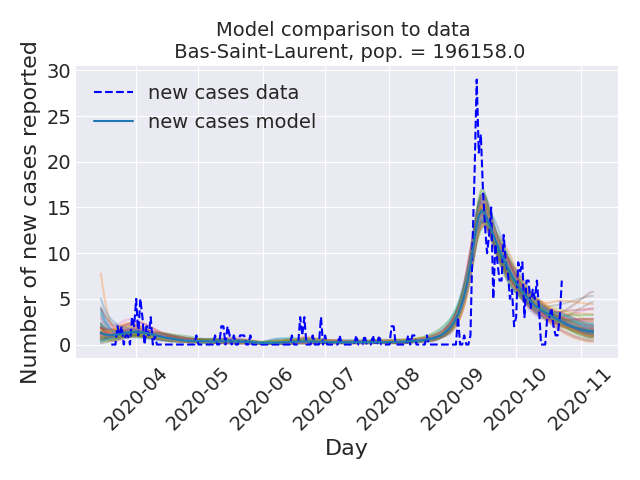 Model comparison to data
Bas-Saint-Laurent, pop. = 196158.0
Number of new cases reported
30
25
20
15
10
5
0
new cases data
new cases model
2020-04
2020-05
2020-06
2020-07
2020-08
2020-09
2020-10
2020-11
Day